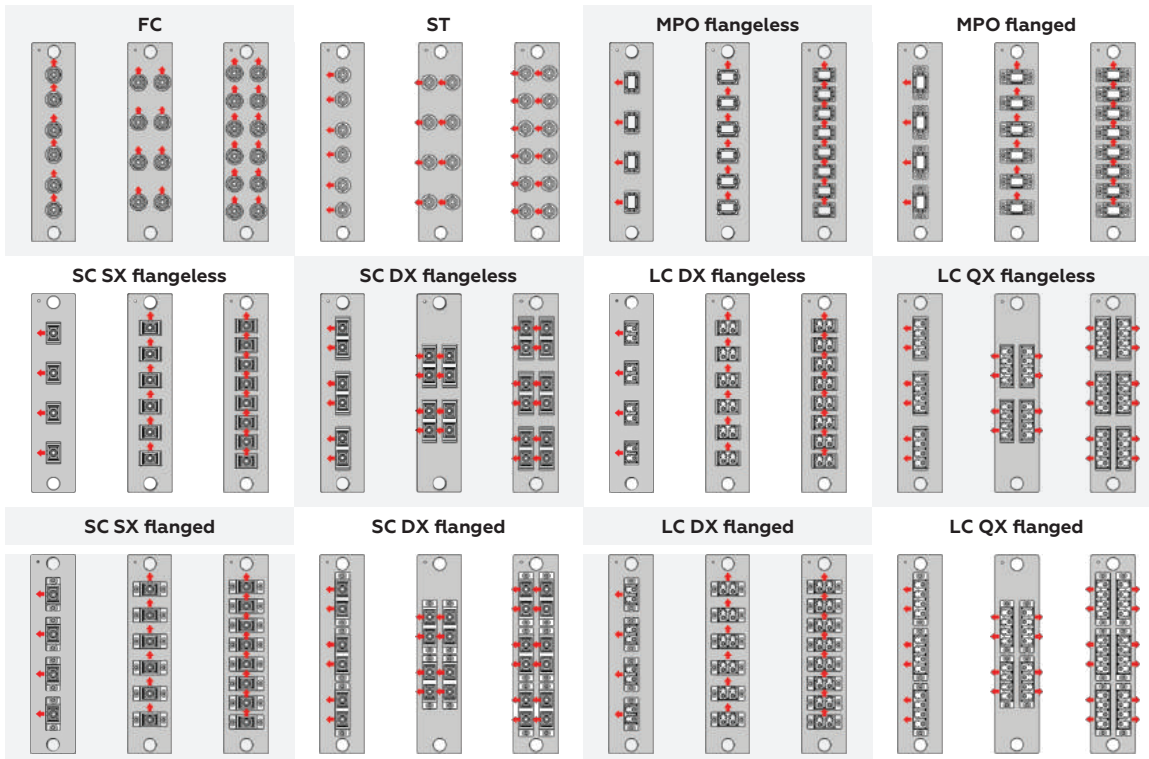 FC
ST
MPO flangeless
MPO flanged
SC SX flangeless
SC DX flangeless
LC DX flangeless
LC QX flangeless
SC SX flanged
SC DX flanged
LC DX flanged
LC QX flanged